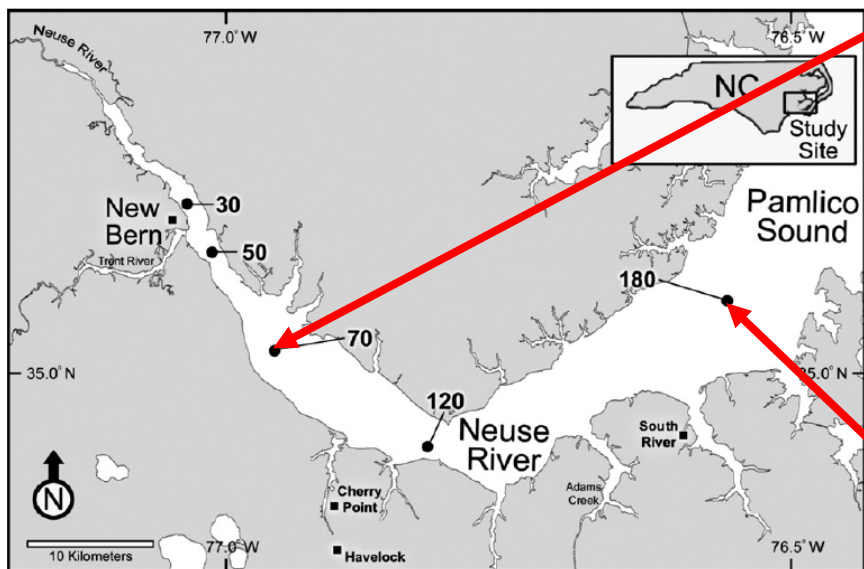 77.0° W
76.5° W
Neuse River
NC
Study
Site
New
Bern
30
Pamlico
Sound
50
Trent River
180
70
35.0° N
35.0° N
120
Neuse
River
South
River
Cherry
Point
Adams
Creek
N
10 Kilometers
77.0° W
Havelock
76.5° W